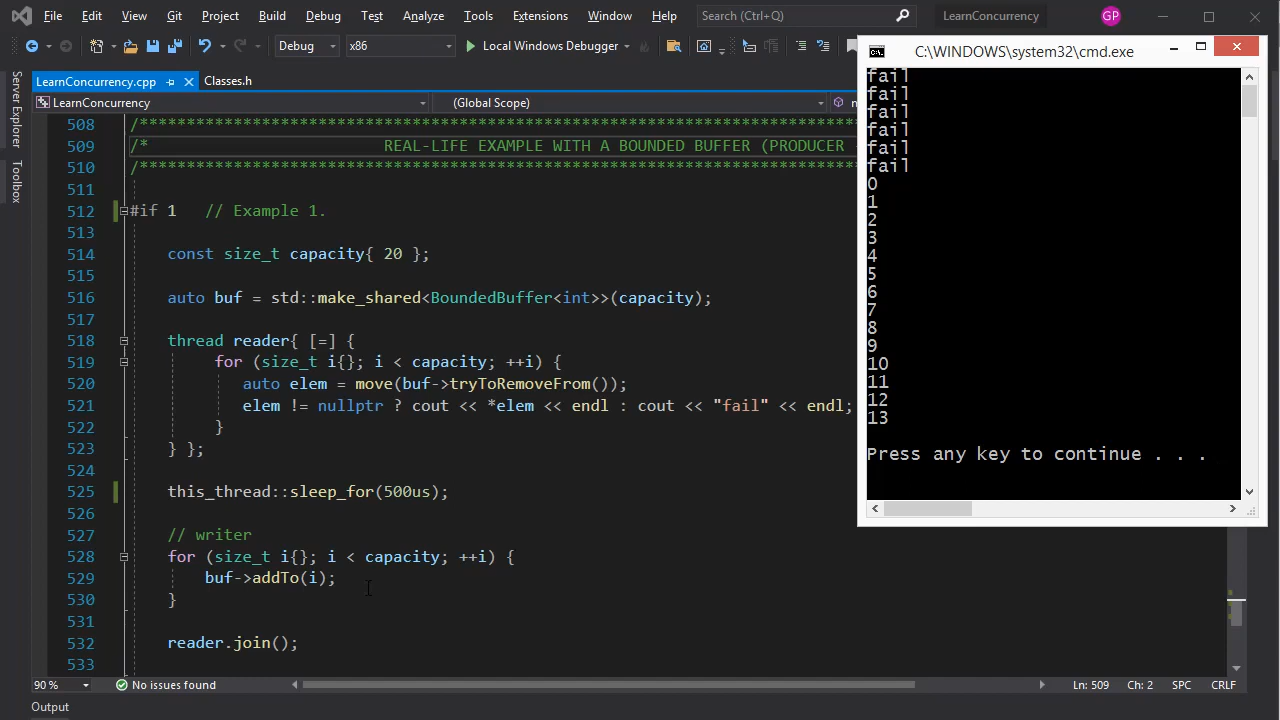 File Edit View Git Project Build Debug Test Analyze Tools Extensions Window Help Search (Ctrl+Q) LearnConcurrency GP
Debug x86 Local Windows Debugger
LearnConcurrency.cpp Classes.h
LearnConcurrency (Global Scope)
Server Explorer
Toolbox
508 /******************************************************************************
509 /* REAL-LIFE EXAMPLE WITH A BOUNDED BUFFER (PRODUCER
510 /******************************************************************************
511
512 #if 1 // Example 1.
513
514 const size_t capacity{ 20 };
515
516 auto buf = std::make_shared<BoundedBuffer<int>>(capacity);
517
518 thread reader{ [=] {
519 for (size_t i{}; i < capacity; ++i) {
520 auto elem = move(buf->tryToRemoveFrom());
521 elem != nullptr ? cout << *elem << endl : cout << "fail" << endl;
522 }
523 } };
524
525 this_thread::sleep_for(500us);
526
527 // writer
528 for (size_t i{}; i < capacity; ++i) {
529 buf->addTo(i);
530 }
531
532 reader.join();
533
90 % No issues found Ln: 509 Ch: 2 SPC CRLF
Output
C:\WINDOWS\system32\cmd.exe
fail
fail
fail
fail
fail
fail
0
1
2
3
4
5
6
7
8
9
10
11
12
13
Press any key to continue . . .